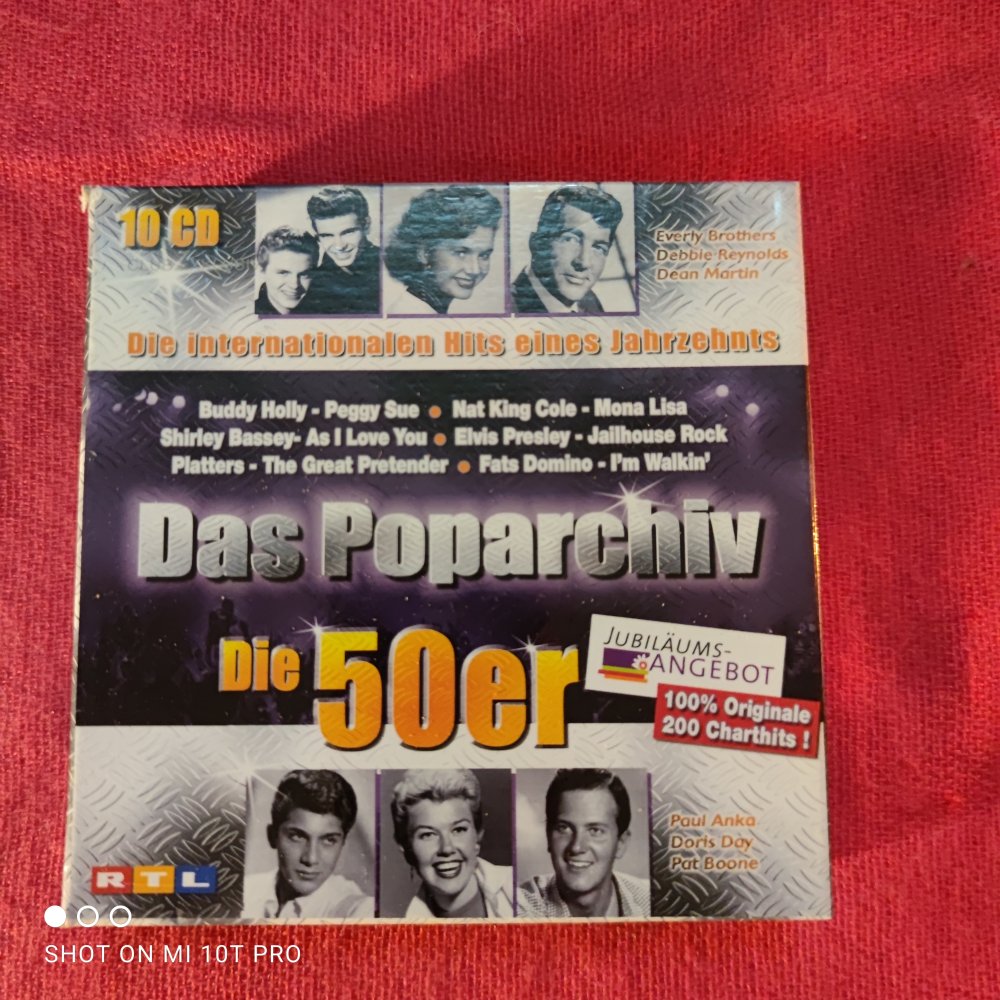 10 CD
Everly Brothers
Debbie Reynolds
Dean Martin
Die internationalen Hits eines Jahrzehnts
Buddy Holly - Peggy Sue • Nat King Cole - Mona Lisa
Shirley Bassey- As I Love You • Elvis Presley - Jailhouse Rock
Platters - The Great Pretender • Fats Domino - I'm Walkin'
Das Poparchiv
Die 50er
JUBILÄUMS-
ANGEBOT
100% Originale
200 Charthits !
Paul Anka
Doris Day
Pat Boone
RTL
SHOT ON MI 10T PRO